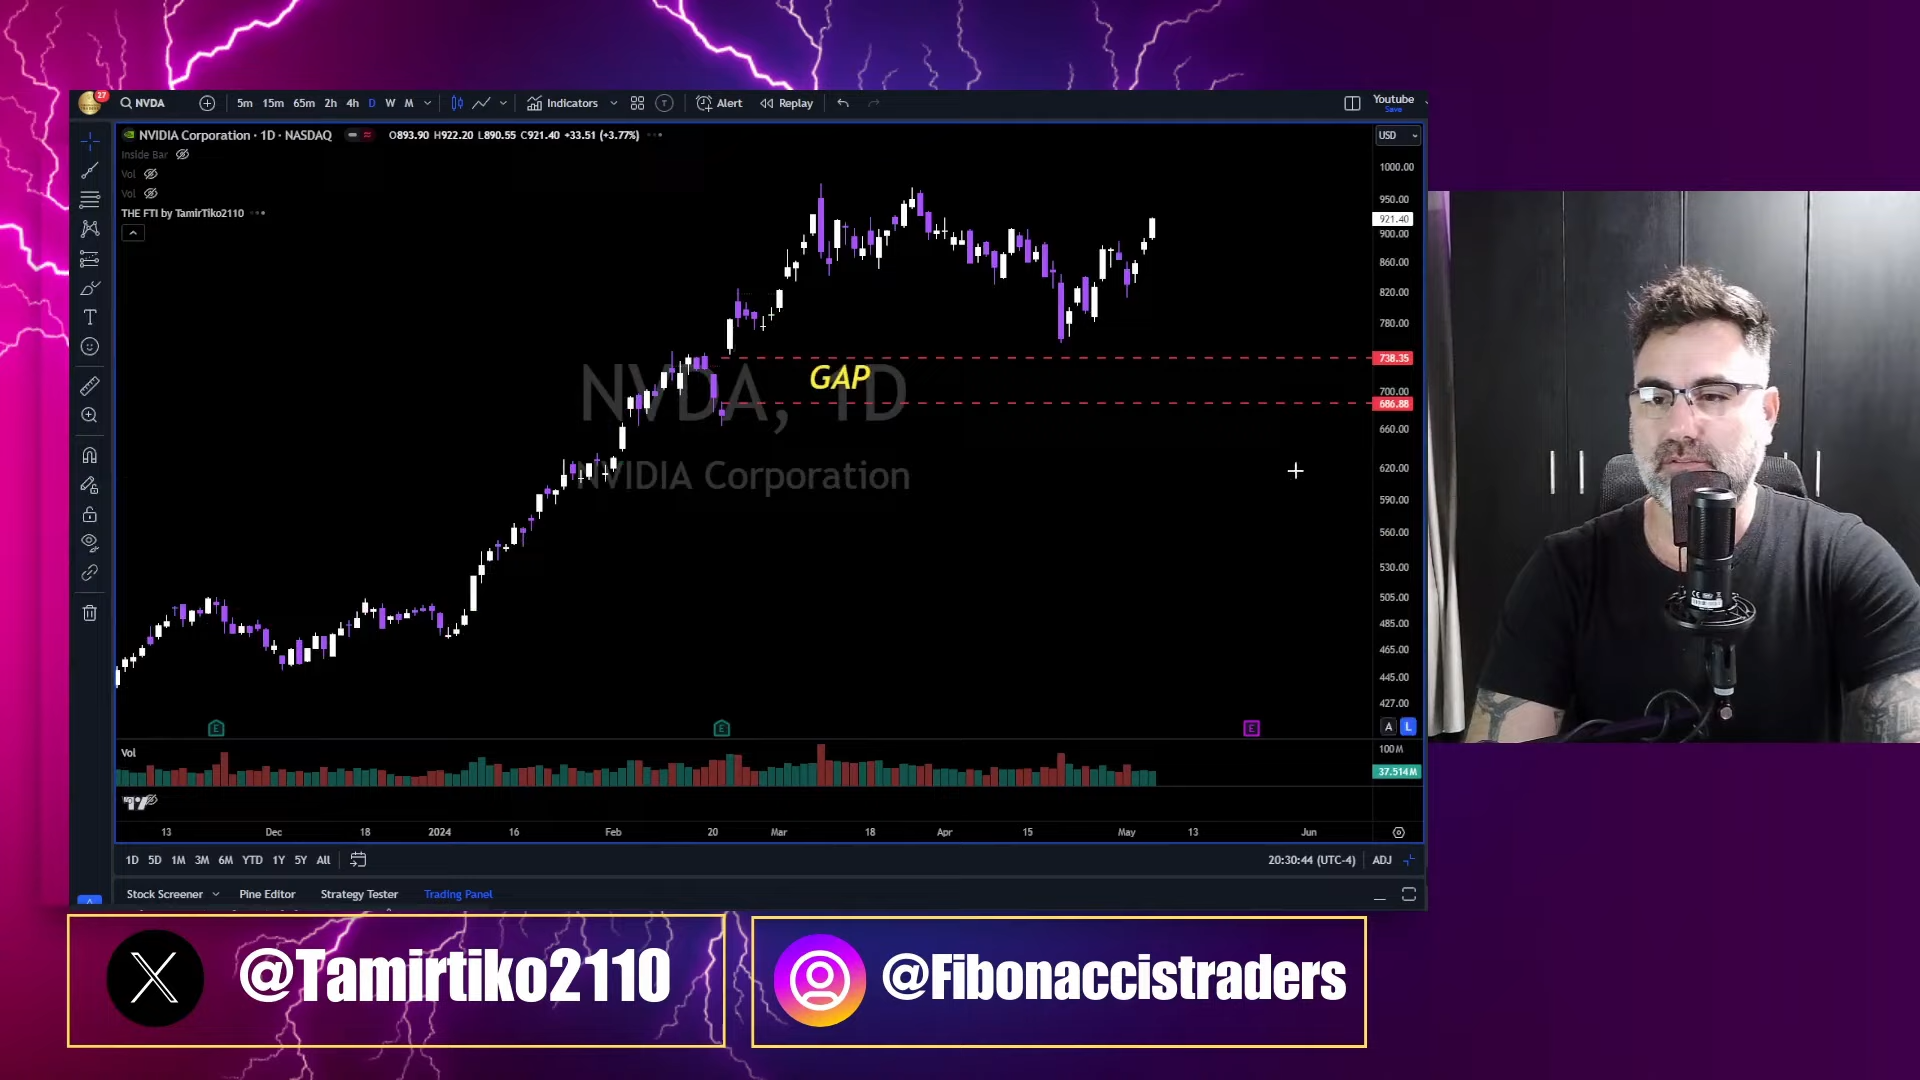 27
NVDA
5m 15m 65m 2h 4h D W M
Indicators
T
Alert
Replay
Youtube
Save
NVIDIA Corporation · 1D · NASDAQ
O893.90 H922.20 L890.55 C921.40 +33.51 (+3.77%)
USD
Inside Bar
Vol
Vol
THE FTI by TamirTiko2110
1000.00
950.00
921.40
900.00
860.00
820.00
780.00
738.35
GAP
700.00
686.88
660.00
620.00
590.00
560.00
530.00
505.00
485.00
465.00
445.00
427.00
NVDA, 1D
NVIDIA Corporation
E
E
E
A L
Vol
100M
37.514M
13 Dec 18 2024 16 Feb 20 Mar 18 Apr 15 May 13 Jun
1D 5D 1M 3M 6M YTD 1Y 5Y All
20:30:44 (UTC-4) ADJ
Stock Screener Pine Editor Strategy Tester Trading Panel
@Tamirtiko2110
@Fibonaccistraders